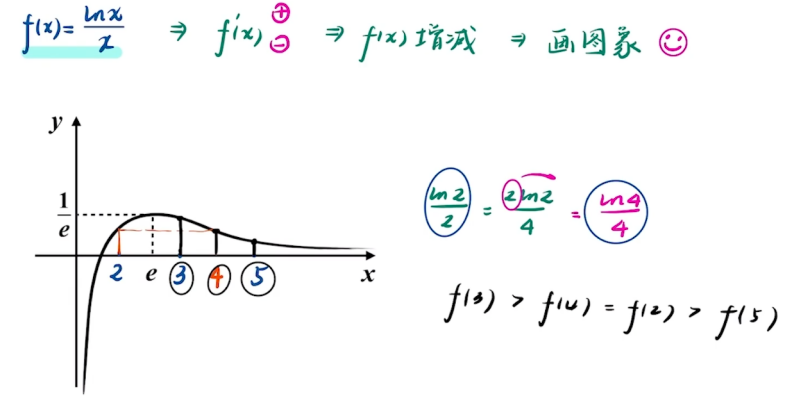 f(x)=lnx/x ⇒ f'(x) ⊕ ⊖ ⇒ f(x)增减 ⇒ 画图象
y
1/e
2 e 3 4 5 x
ln2/2 = 2ln2/4 = ln4/4
f(3) > f(4) = f(2) > f(5)